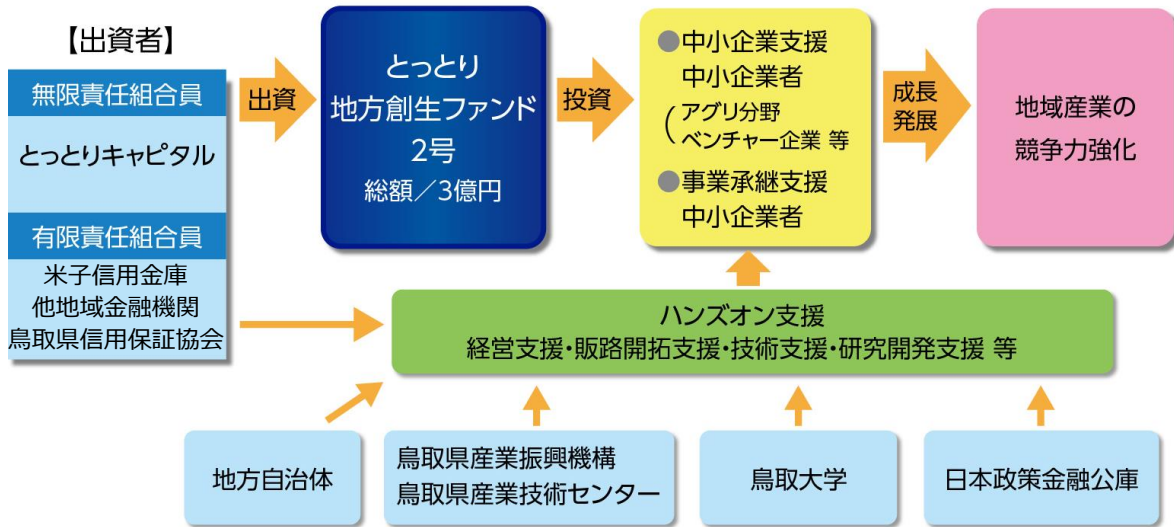 【出資者】
無限責任組合員
とっとりキャピタル
有限責任組合員
米子信用金庫
他地域金融機関
鳥取県信用保証協会
出資
とっとり
地方創生ファンド
2号
総額／3億円
投資
●中小企業支援
中小企業者
（アグリ分野
ベンチャー企業 等
●事業承継支援
中小企業者
成長
発展
地域産業の
競争力強化
ハンズオン支援
経営支援・販路開拓支援・技術支援・研究開発支援 等
地方自治体
鳥取県産業振興機構
鳥取県産業技術センター
鳥取大学
日本政策金融公庫